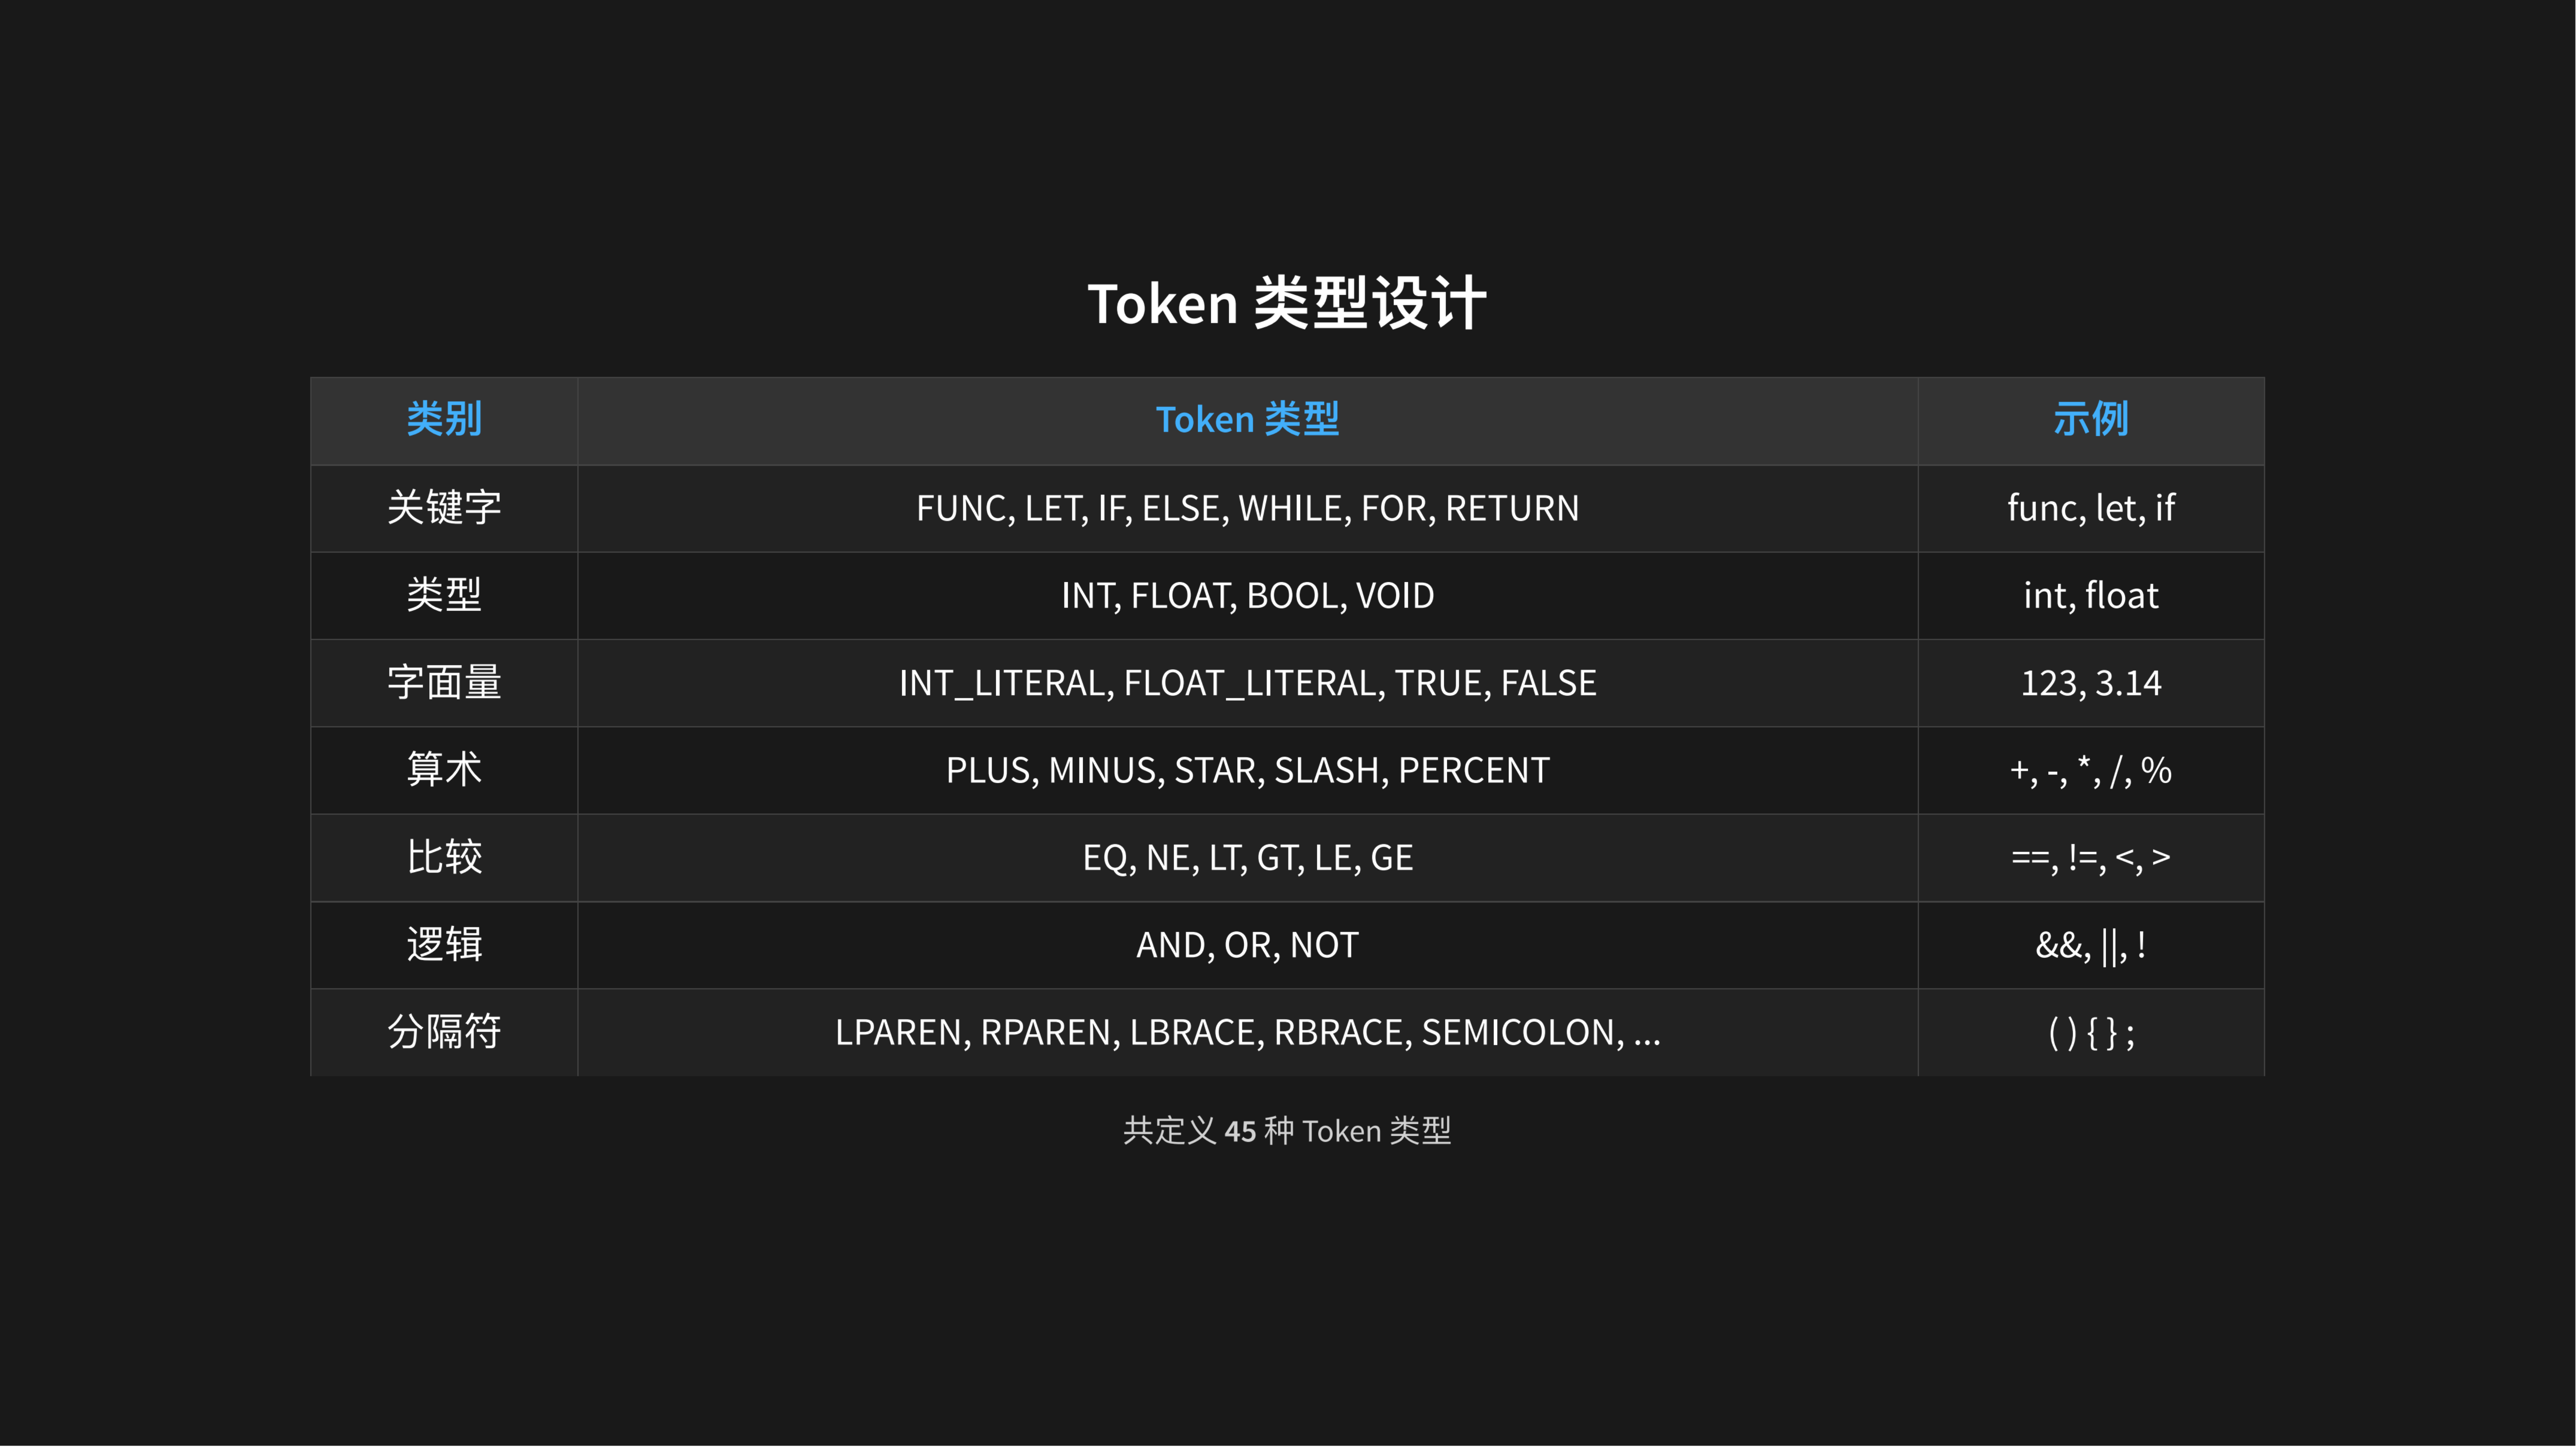 Token 类型设计
类别 Token 类型 示例
关键字 FUNC, LET, IF, ELSE, WHILE, FOR, RETURN func, let, if
类型 INT, FLOAT, BOOL, VOID int, float
字面量 INT_LITERAL, FLOAT_LITERAL, TRUE, FALSE 123, 3.14
算术 PLUS, MINUS, STAR, SLASH, PERCENT +, -, *, /, %
比较 EQ, NE, LT, GT, LE, GE ==, !=, <, >
逻辑 AND, OR, NOT &&, ||, !
分隔符 LPAREN, RPAREN, LBRACE, RBRACE, SEMICOLON, ... ( ) { } ;
共定义 45 种 Token 类型